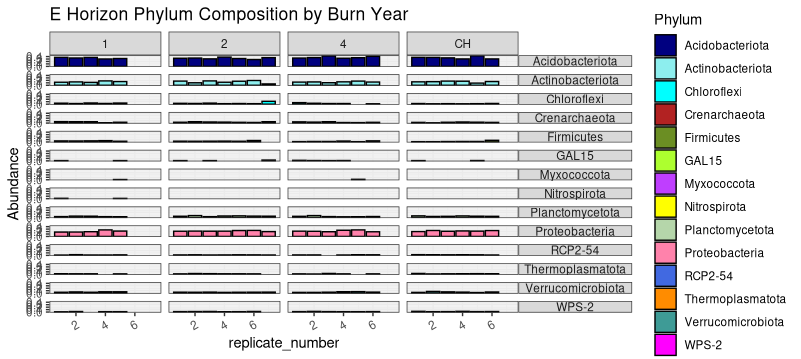 E Horizon Phylum Composition by Burn Year
1 2 4 CH
Acidobacteriota
Actinobacteriota
Chloroflexi
Crenarchaeota
Firmicutes
GAL15
Myxococcota
Nitrospirota
Planctomycetota
Proteobacteria
RCP2-54
Thermoplasmatota
Verrucomicrobiota
WPS-2
Abundance
2 4 6 2 4 6 2 4 6 2 4 6
replicate_number
Phylum
Acidobacteriota
Actinobacteriota
Chloroflexi
Crenarchaeota
Firmicutes
GAL15
Myxococcota
Nitrospirota
Planctomycetota
Proteobacteria
RCP2-54
Thermoplasmatota
Verrucomicrobiota
WPS-2